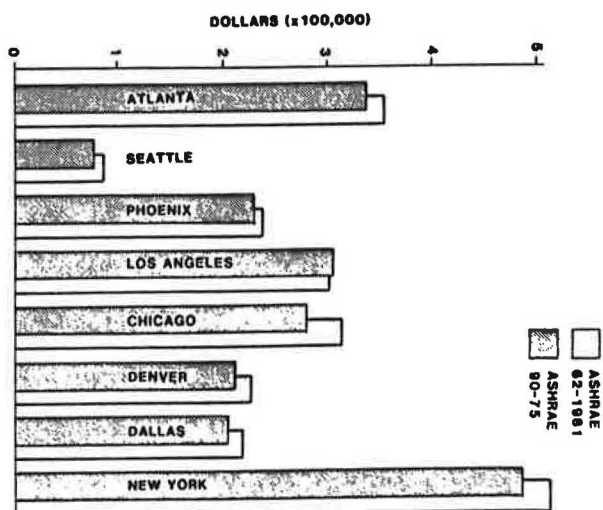 DOLLARS (x100,000)
0
1
2
3
4
5
ATLANTA
SEATTLE
PHOENIX
LOS ANGELES
CHICAGO
DENVER
DALLAS
NEW YORK
ASHRAE
62-1981
ASHRAE
90-75